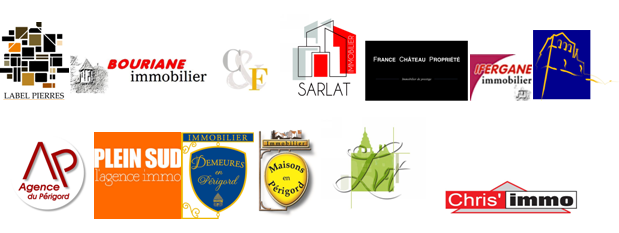 LABEL PIERRES
BOURIANE
immobilier
C&F
IMMOBILIER
SARLAT
FRANCE CHÂTEAU PROPRIÉTÉ
IFERGANE
immobilier
AP
Agence
du Périgord
PLEIN SUD
l'agence immo
IMMOBILIER
DEMEURES
en
Périgord
Immobilier
Maisons
en
Périgord
Chris' immo